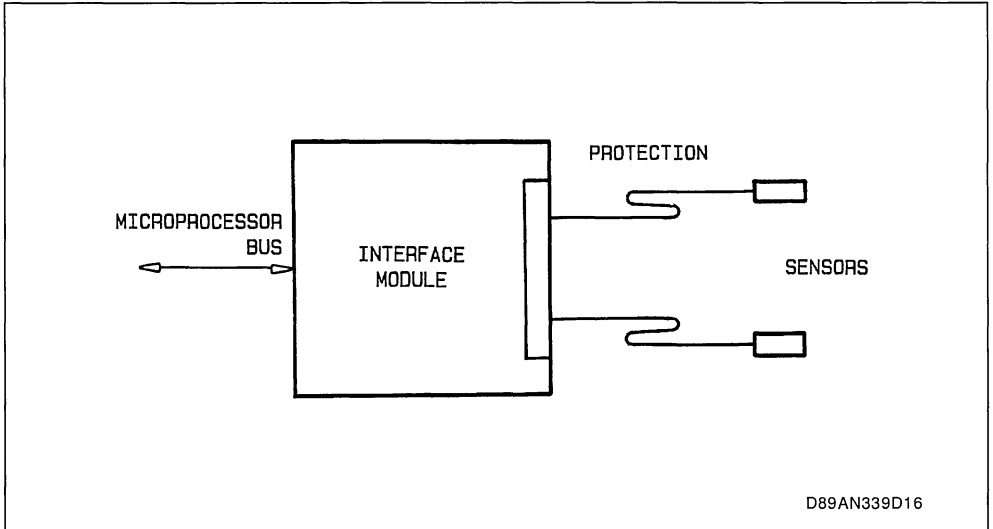 PROTECTION
MICROPROCESSOR
BUS
INTERFACE
MODULE
SENSORS
D89AN339D16